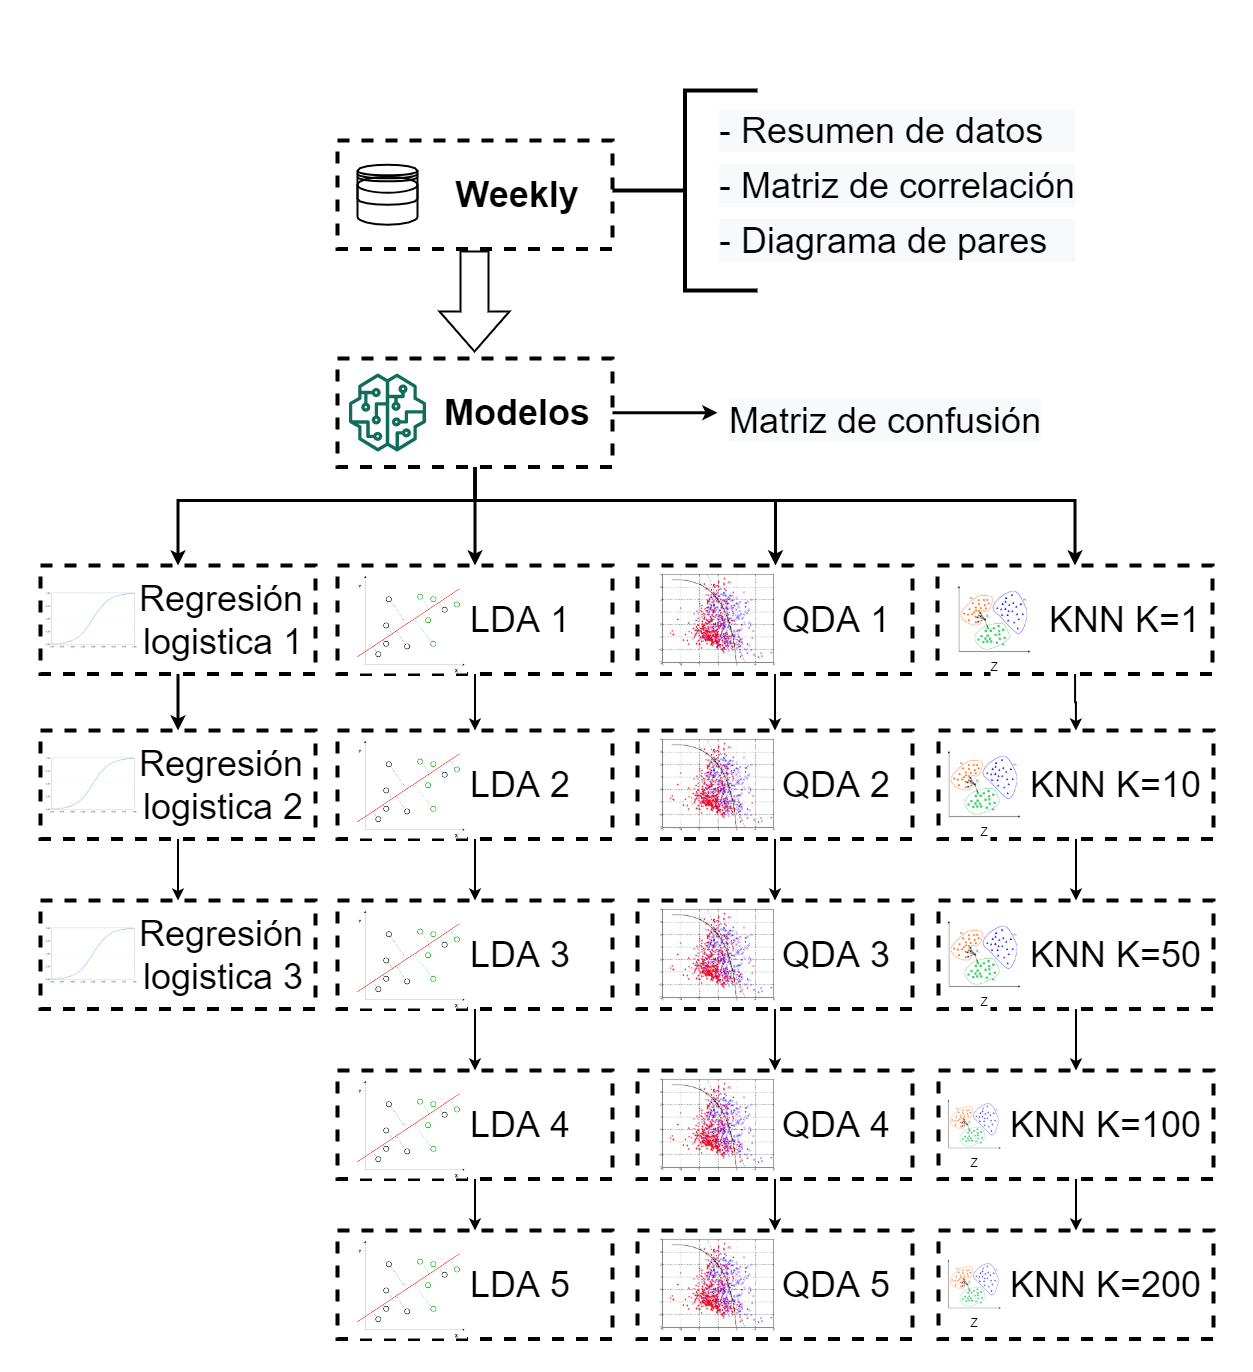 - Resumen de datos
- Matriz de correlación
- Diagrama de pares
Weekly
Modelos
Matriz de confusión
Regresión
logistica 1
LDA 1
QDA 1
KNN K=1
Z
Regresión
logistica 2
LDA 2
QDA 2
KNN K=10
Z
Regresión
logistica 3
LDA 3
QDA 3
KNN K=50
Z
LDA 4
QDA 4
KNN K=100
Z
LDA 5
QDA 5
KNN K=200
Z